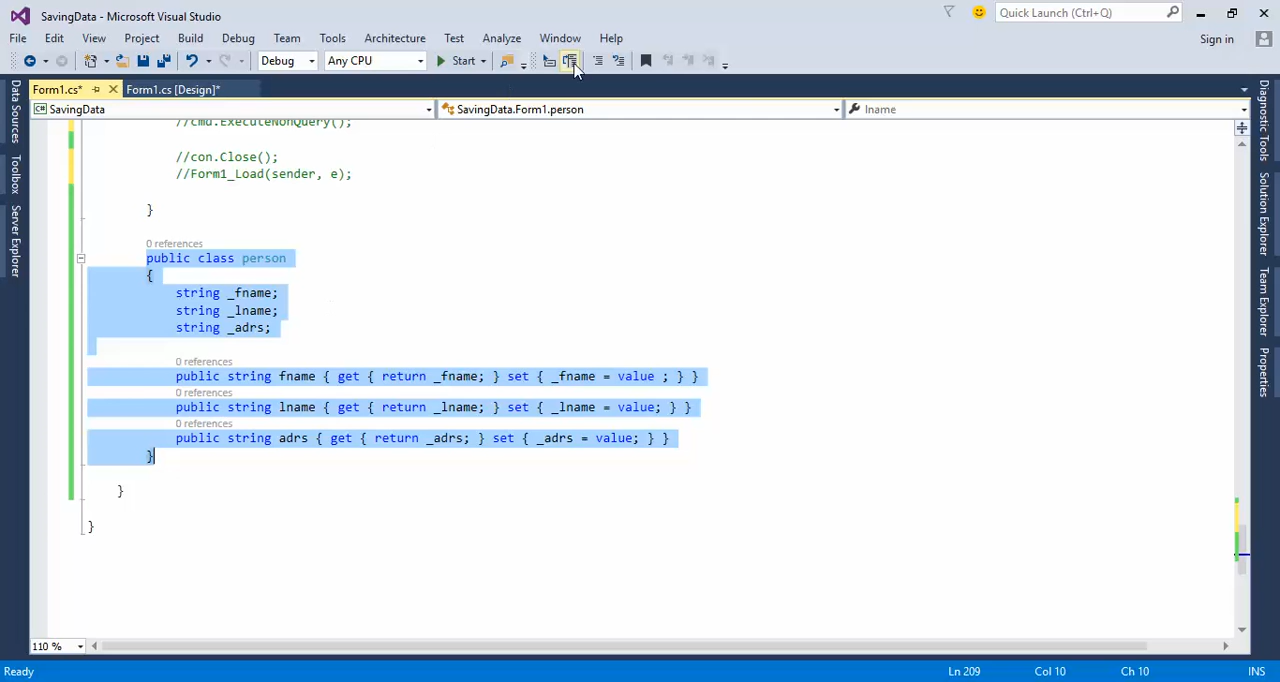 SavingData - Microsoft Visual Studio
Quick Launch (Ctrl+Q)
File Edit View Project Build Debug Team Tools Architecture Test Analyze Window Help
Sign in
Debug Any CPU Start
Form1.cs* Form1.cs [Design]*
SavingData SavingData.Form1.person lname
Data Sources
Toolbox
Server Explorer
//cmd.ExecuteNonQuery();
//con.Close();
//Form1_Load(sender, e);
}
0 references
public class person
{
string _fname;
string _lname;
string _adrs;
0 references
public string fname { get { return _fname; } set { _fname = value ; } }
0 references
public string lname { get { return _lname; } set { _lname = value; } }
0 references
public string adrs { get { return _adrs; } set { _adrs = value; } }
}
}
}
Diagnostic Tools
Solution Explorer
Team Explorer
Properties
110 %
Ready Ln 209 Col 10 Ch 10 INS